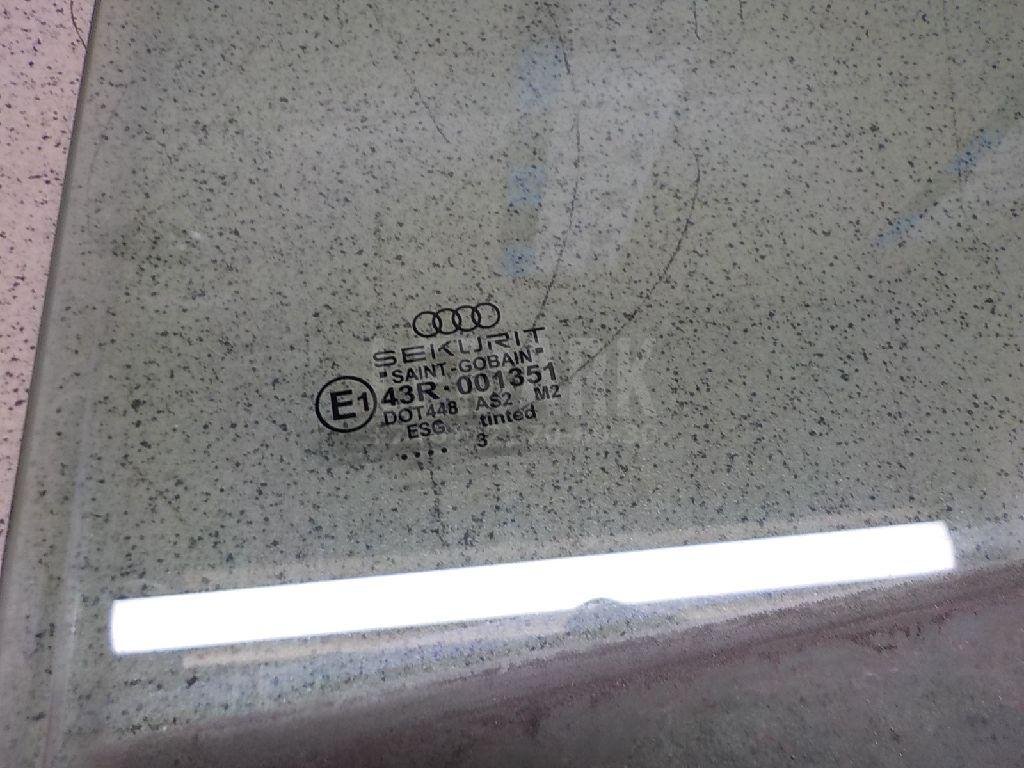 SEKURIT
"SAINT-GOBAIN"
E1 43R-001351
DOT448 AS2 M2
ESG tinted
.... 3